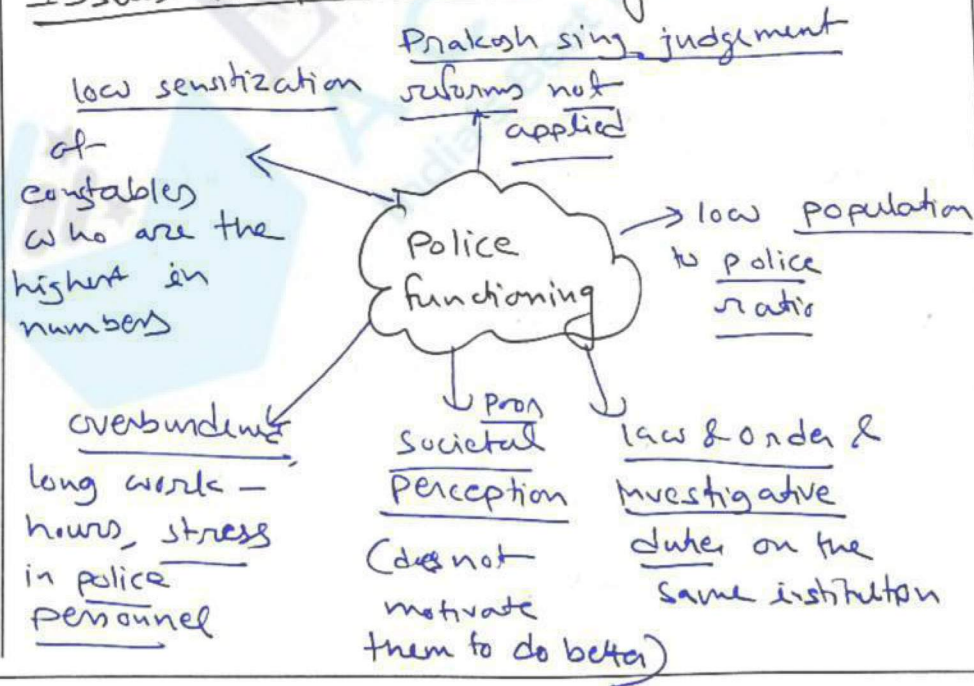 Prakash sing judgement
reforms not
applied
low sensitization
of
constables
who are the
highest in
numbers
Police
functioning
low population
to police
ratio
overburdened
long work-
hours, stress
in police
personnel
poor
societal
perception
(does not
motivate
them to do better)
law & order &
investigative
duties on the
same institution